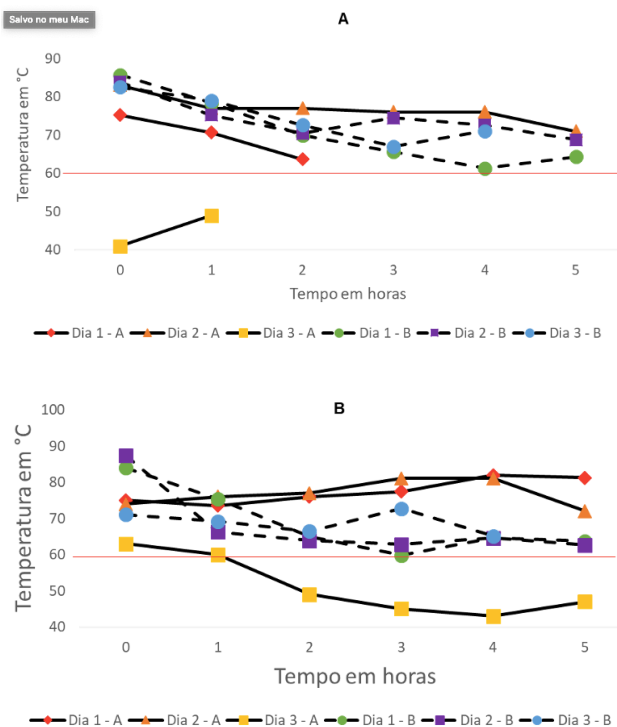 Salvo no meu Mac
A
90
80
70
60
50
40
Temperatura em °C
0 1 2 3 4 5
Tempo em horas
Dia 1 - A Dia 2 - A Dia 3 - A Dia 1 - B Dia 2 - B Dia 3 - B
B
100
90
80
70
60
50
40
Temperatura em °C
0 1 2 3 4 5
Tempo em horas
Dia 1 - A Dia 2 - A Dia 3 - A Dia 1 - B Dia 2 - B Dia 3 - B